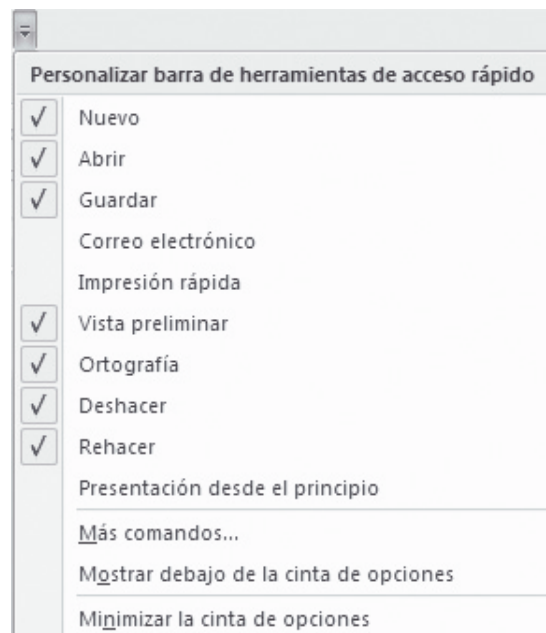 Personalizar barra de herramientas de acceso rápido
Nuevo
Abrir
Guardar
Correo electrónico
Impresión rápida
Vista preliminar
Ortografía
Deshacer
Rehacer
Presentación desde el principio
Más comandos...
Mostrar debajo de la cinta de opciones
Minimizar la cinta de opciones